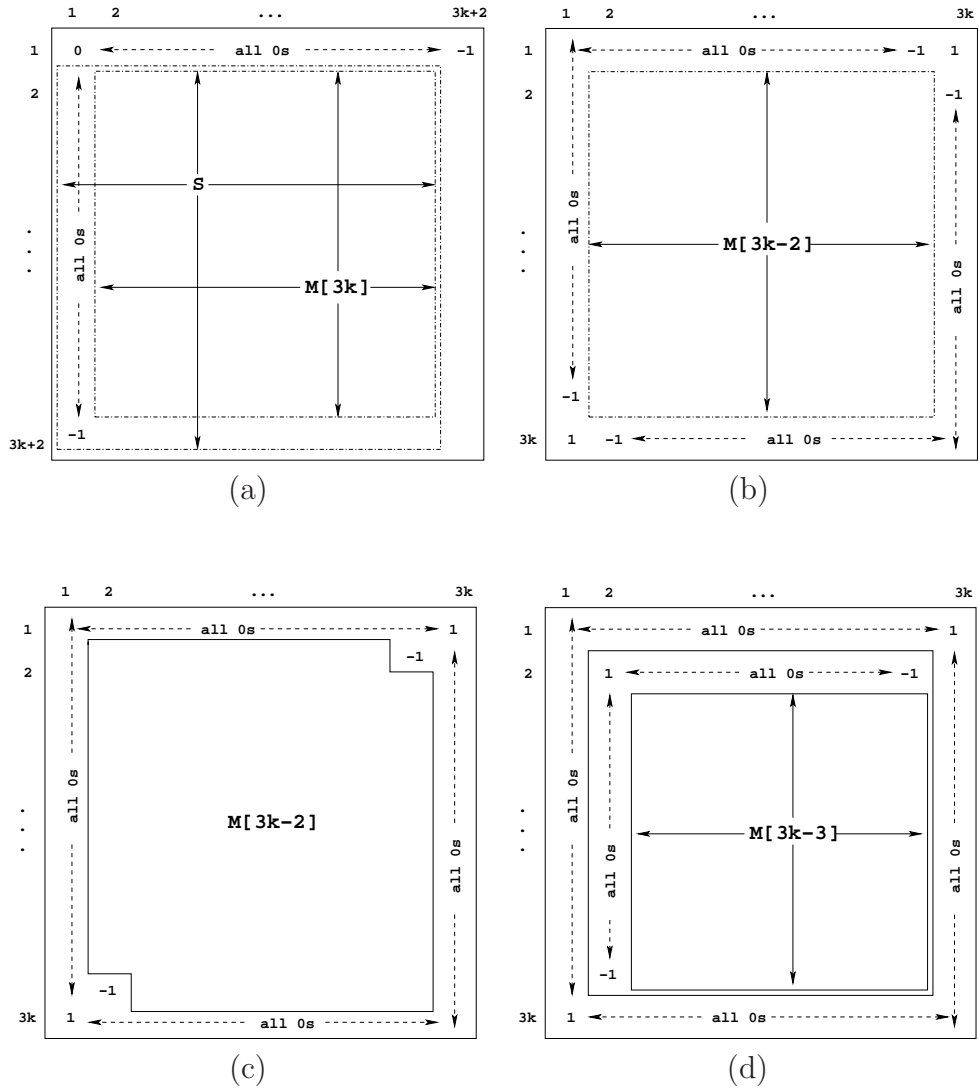 1 2 ... 3k+2
1 0 all 0s -1
2
S
all 0s
. . .
M[3k]
-1
3k+2
(a)
1 2 ... 3k
1 all 0s -1 1
2 -1
all 0s
M[3k-2]
. . .
all 0s
-1
3k 1 -1 all 0s
(b)
1 2 ... 3k
1 all 0s 1
2 -1
all 0s
M[3k-2]
. . .
all 0s
-1
3k 1 all 0s
(c)
1 2 ... 3k
1 all 0s 1
2 1 all 0s -1
all 0s
M[3k-3]
. . .
all 0s
all 0s
-1
3k 1 all 0s
(d)